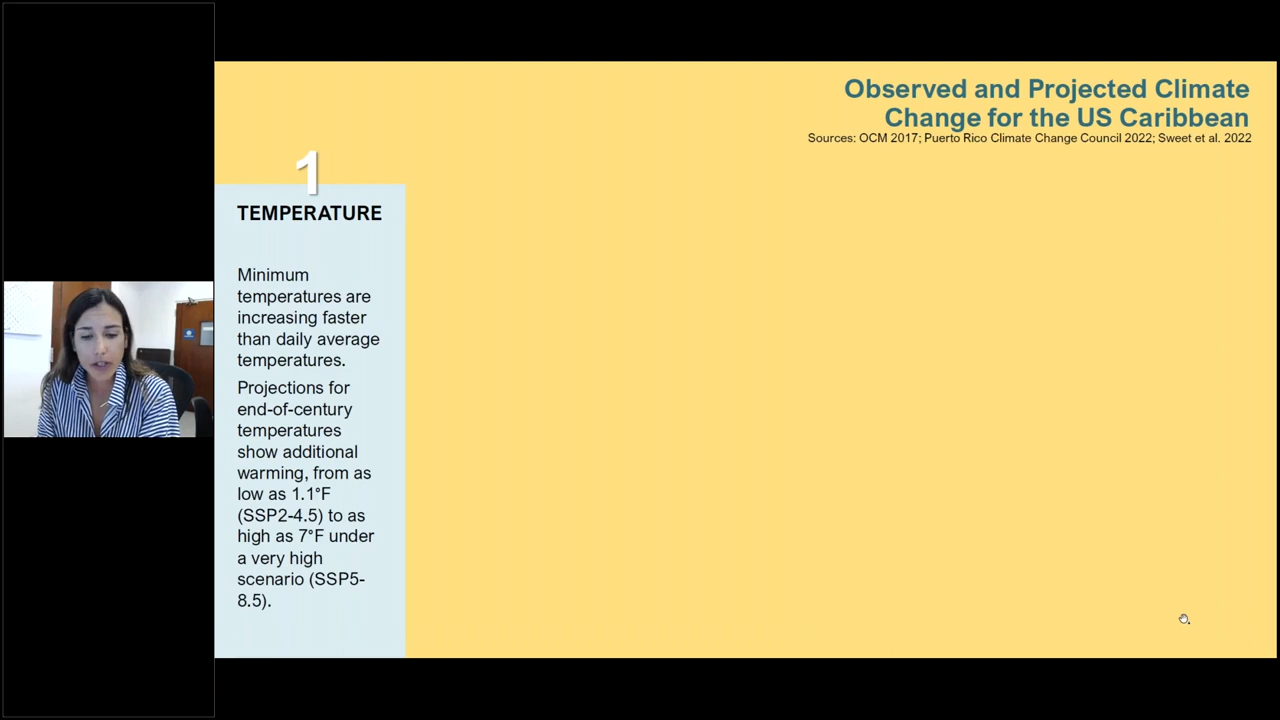 Observed and Projected Climate
Change for the US Caribbean
Sources: OCM 2017; Puerto Rico Climate Change Council 2022; Sweet et al. 2022
1
TEMPERATURE
Minimum
temperatures are
increasing faster
than daily average
temperatures.
Projections for
end-of-century
temperatures
show additional
warming, from as
low as 1.1°F
(SSP2-4.5) to as
high as 7°F under
a very high
scenario (SSP5-
8.5).